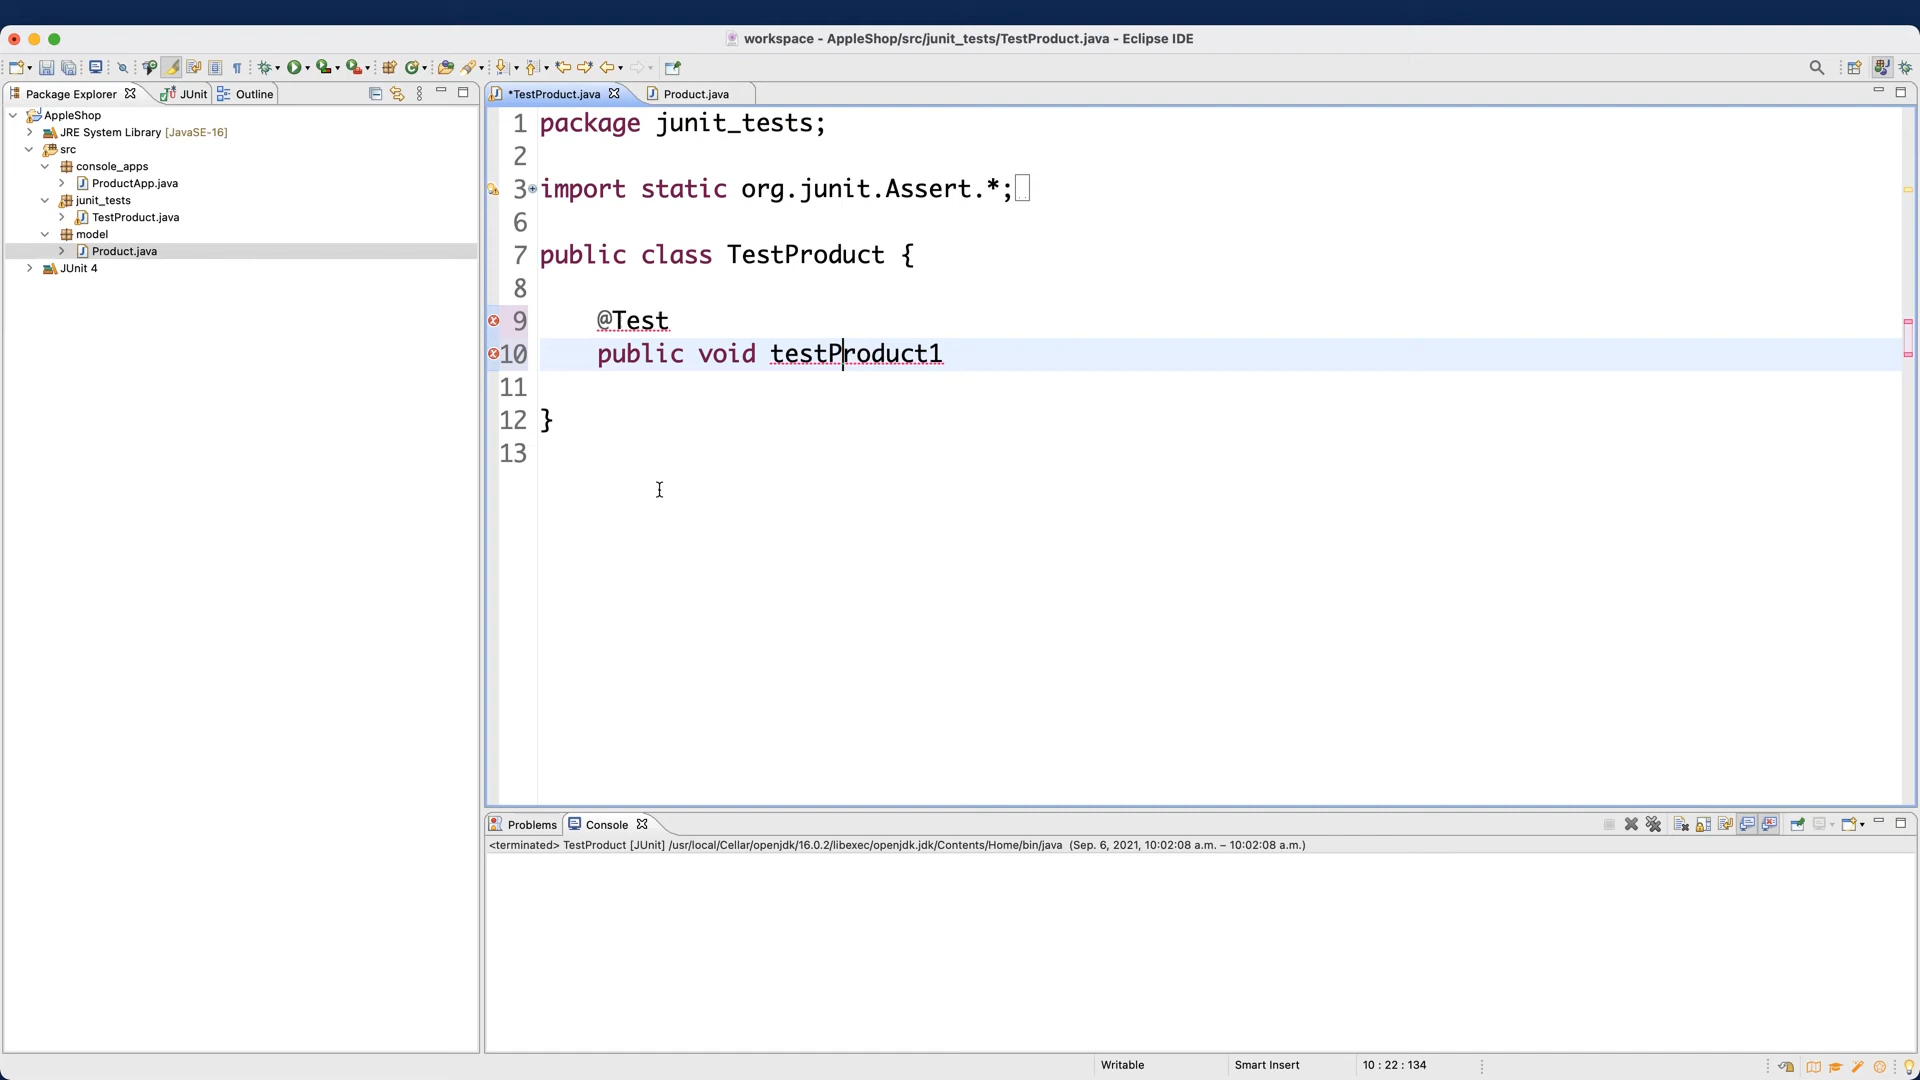 workspace - AppleShop/src/junit_tests/TestProduct.java - Eclipse IDE
Package Explorer
JUnit
Outline
*TestProduct.java
Product.java
AppleShop
JRE System Library [JavaSE-16]
src
console_apps
ProductApp.java
junit_tests
TestProduct.java
model
Product.java
JUnit 4
1 package junit_tests;
2
3 import static org.junit.Assert.*;
6
7 public class TestProduct {
8
9 @Test
10 public void testProduct1
11
12 }
13
Problems
Console
<terminated> TestProduct [JUnit] /usr/local/Cellar/openjdk/16.0.2/libexec/openjdk.jdk/Contents/Home/bin/java (Sep. 6, 2021, 10:02:08 a.m. – 10:02:08 a.m.)
Writable
Smart Insert
10 : 22 : 134